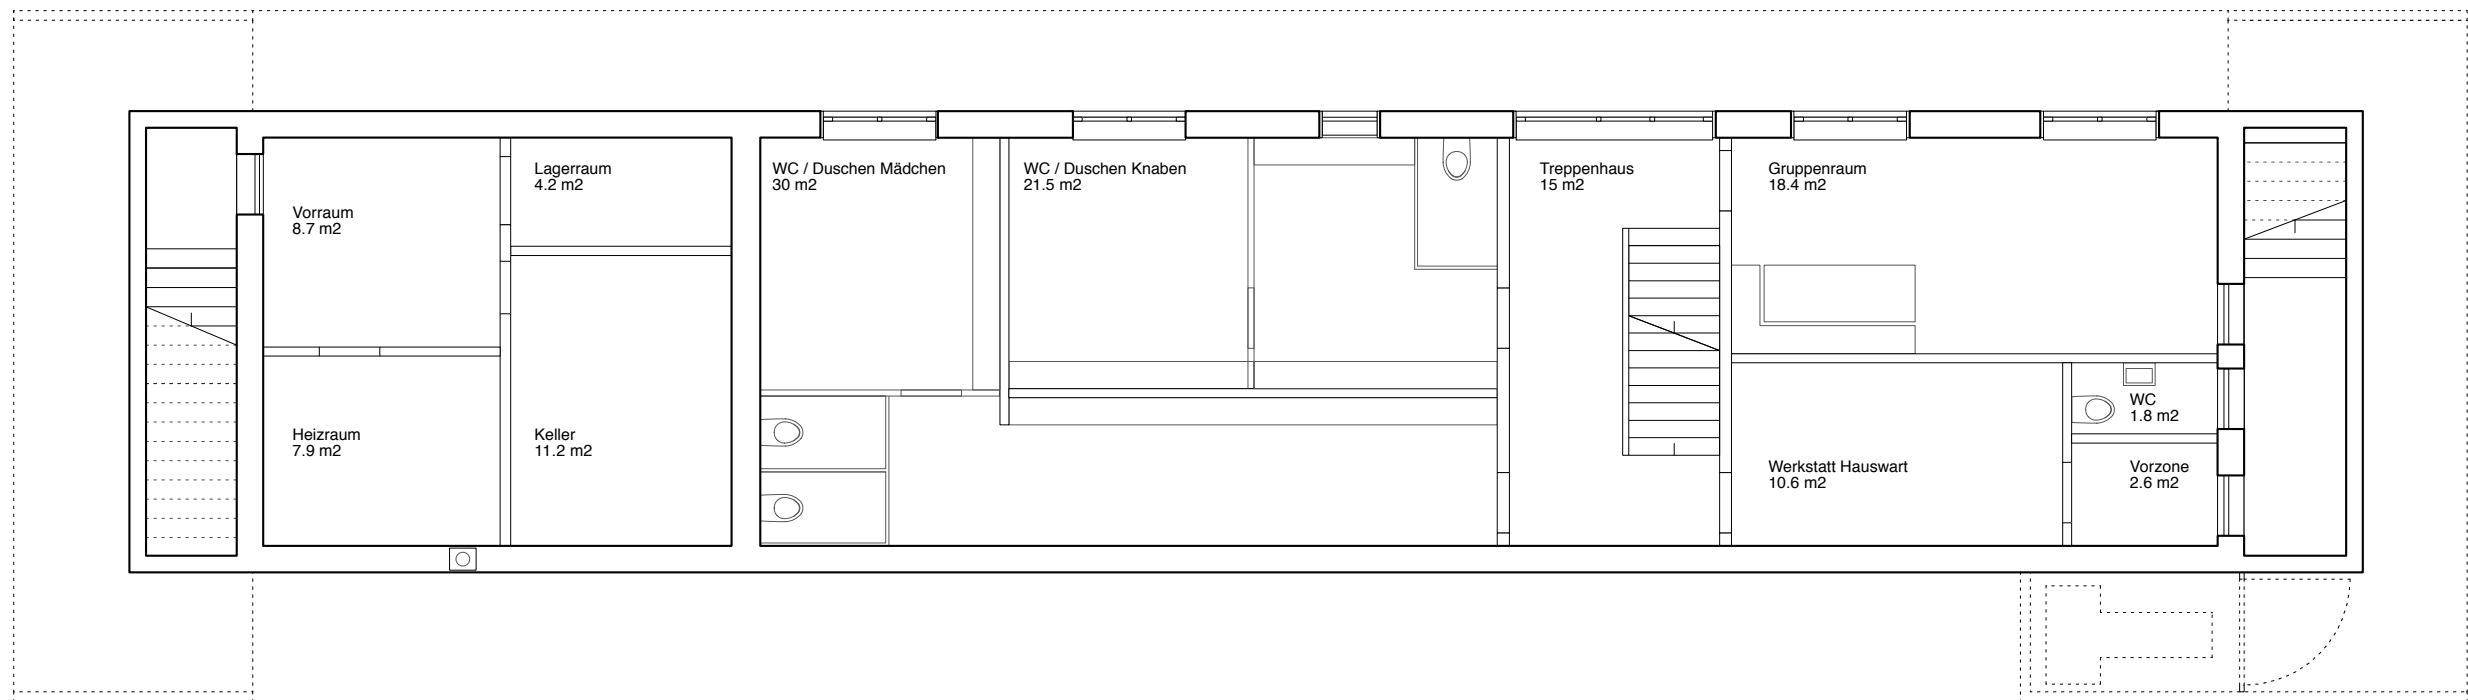 Vorraum
8.7 m2
Lagerraum
4.2 m2
WC / Duschen Mädchen
30 m2
WC / Duschen Knaben
21.5 m2
Treppenhaus
15 m2
Gruppenraum
18.4 m2
Heizraum
7.9 m2
Keller
11.2 m2
Werkstatt Hauswart
10.6 m2
WC
1.8 m2
Vorzone
2.6 m2